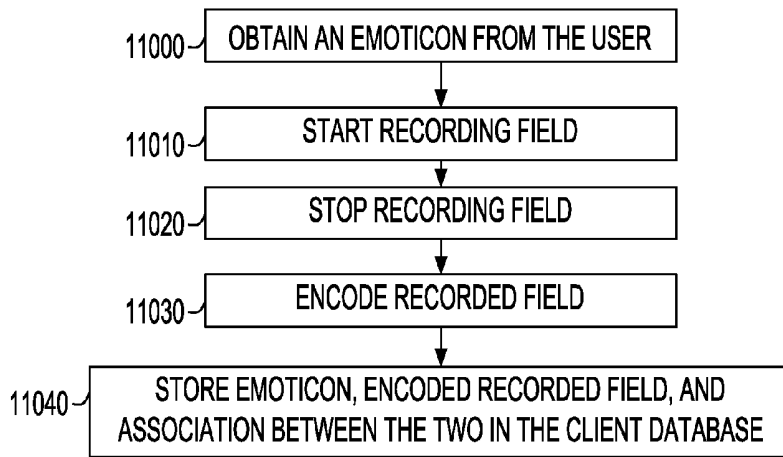 11000 OBTAIN AN EMOTICON FROM THE USER
11010 START RECORDING FIELD
11020 STOP RECORDING FIELD
11030 ENCODE RECORDED FIELD
11040 STORE EMOTICON, ENCODED RECORDED FIELD, AND
ASSOCIATION BETWEEN THE TWO IN THE CLIENT DATABASE